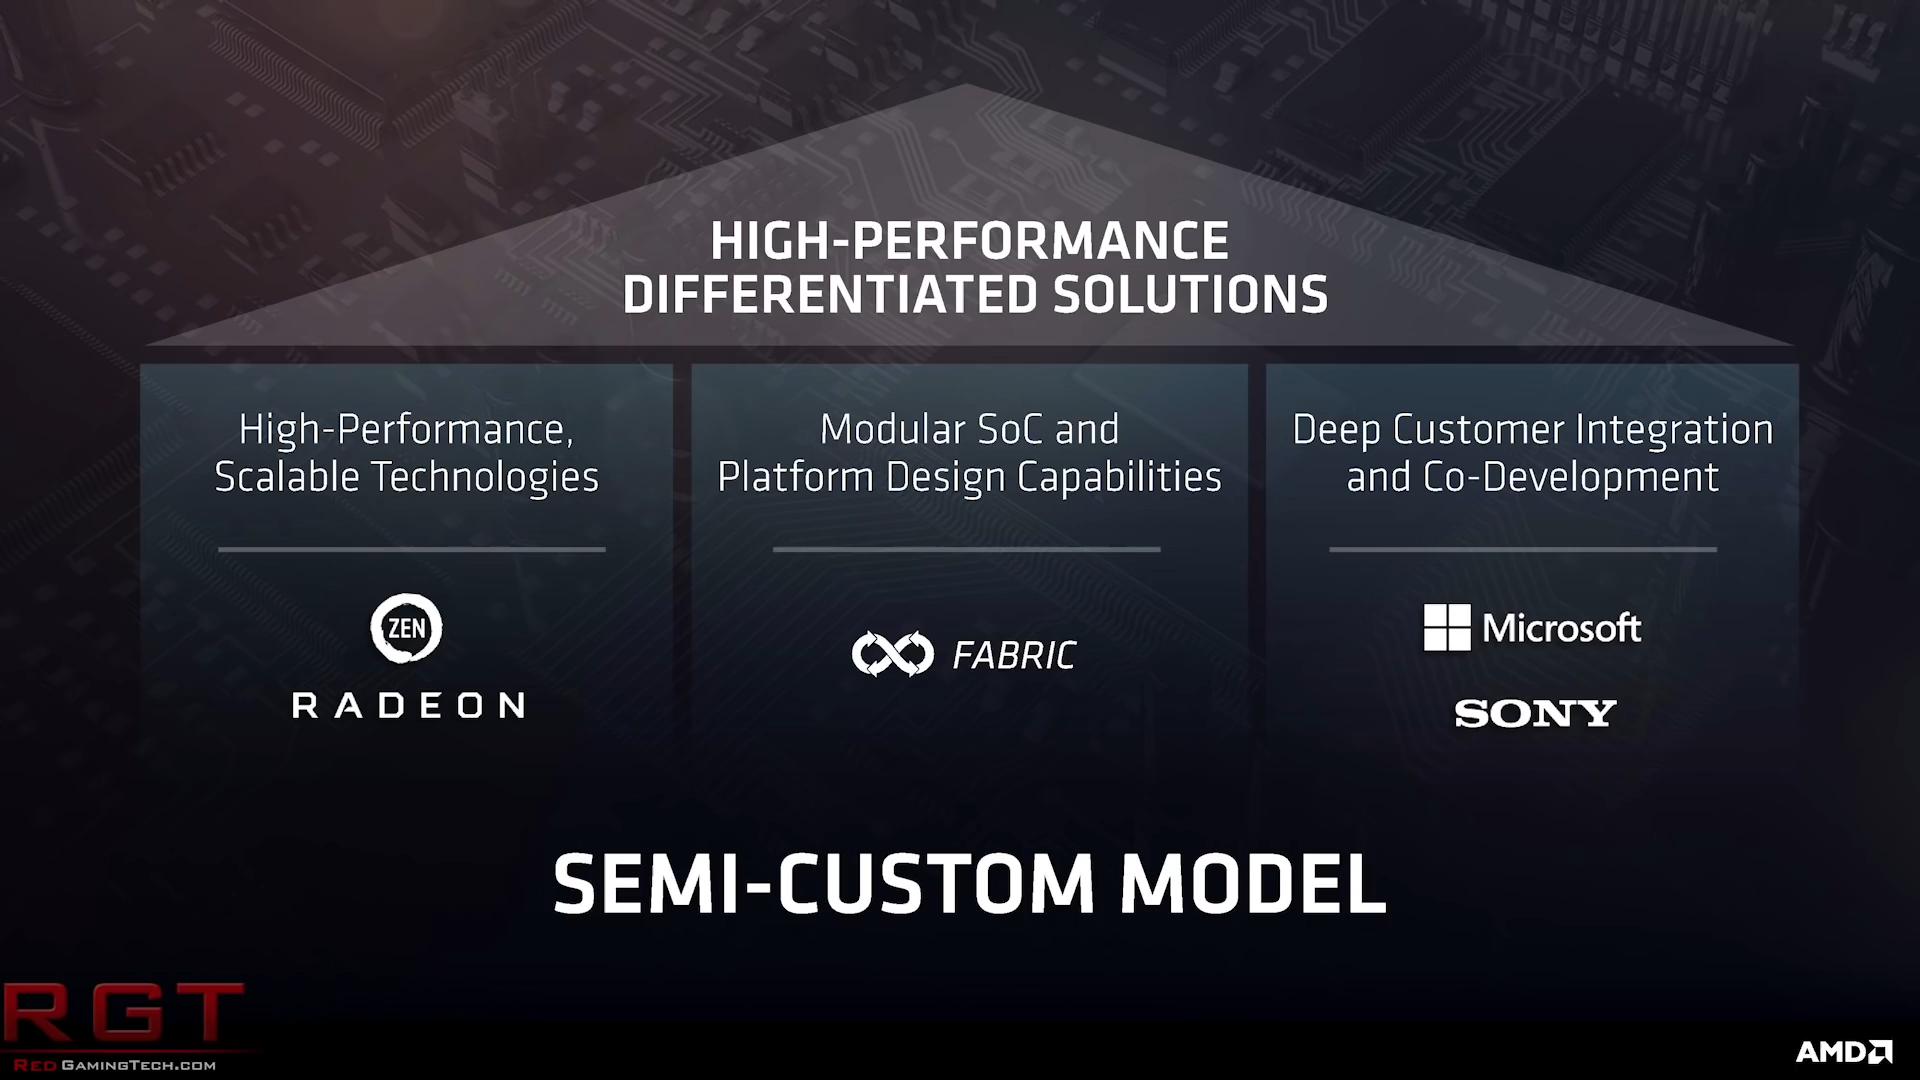 HIGH-PERFORMANCE
DIFFERENTIATED SOLUTIONS
High-Performance,
Scalable Technologies
ZEN
RADEON
Modular SoC and
Platform Design Capabilities
FABRIC
Deep Customer Integration
and Co-Development
Microsoft
SONY
SEMI-CUSTOM MODEL
RGT
REDGAMINGTECH.COM
AMD